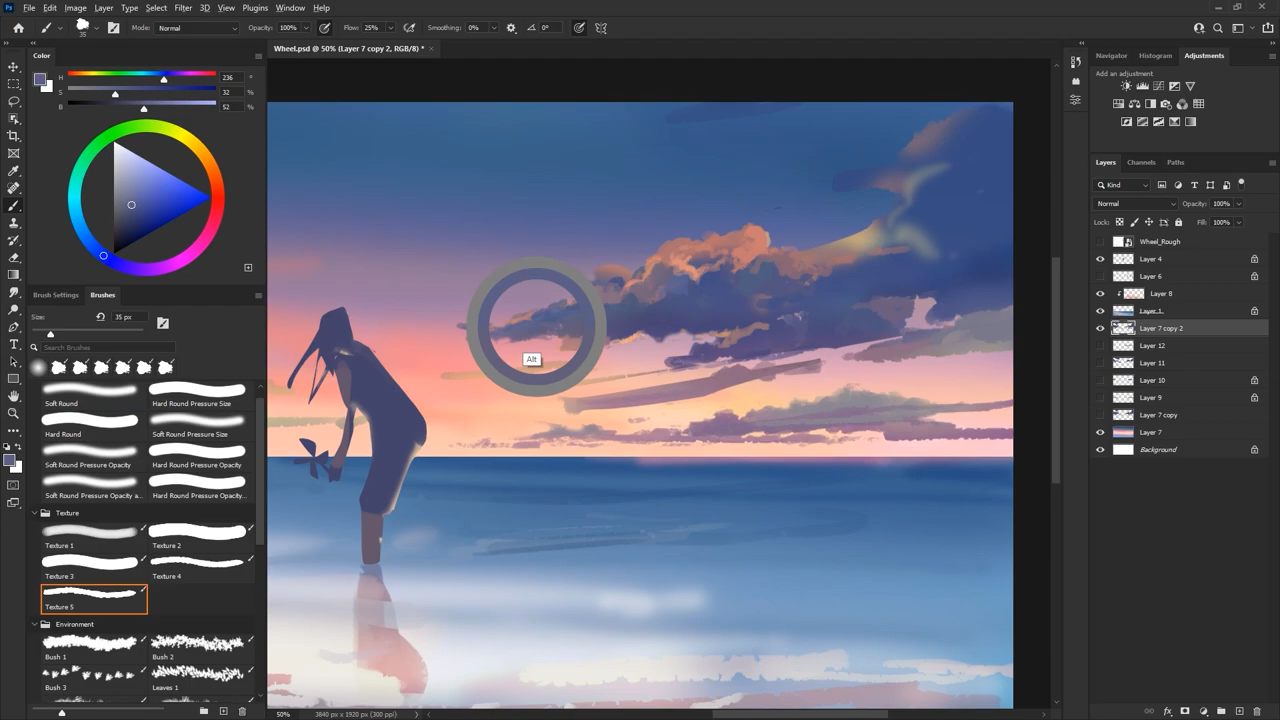 Ps File Edit Image Layer Type Select Filter 3D View Plugins Window Help
35 Mode: Normal Opacity: 100% Flow: 25% Smoothing: 0% 0°
Color
Wheel.psd @ 50% (Layer 7 copy 2, RGB/8) *
Navigator Histogram Adjustments
H 236 °
S 32 %
B 52 %
Add an adjustment
Layers Channels Paths
Kind
Normal Opacity: 100%
Lock: Fill: 100%
Wheel_Rough
Layer 4
Layer 6
Layer 8
Layer 1
Layer 7 copy 2
Layer 12
Layer 11
Layer 10
Layer 9
Layer 7 copy
Layer 7
Background
Brush Settings Brushes
Size: 35 px
Search Brushes
Soft Round Hard Round Pressure Size
Hard Round Soft Round Pressure Size
Soft Round Pressure Opacity Hard Round Pressure Opacity
Soft Round Pressure Opacity a... Hard Round Pressure Opacity...
Texture
Texture 1 Texture 2
Texture 3 Texture 4
Texture 5
Environment
Bush 1 Bush 2
Bush 3 Leaves 1
Alt
50% 3840 px x 1920 px (300 ppi)